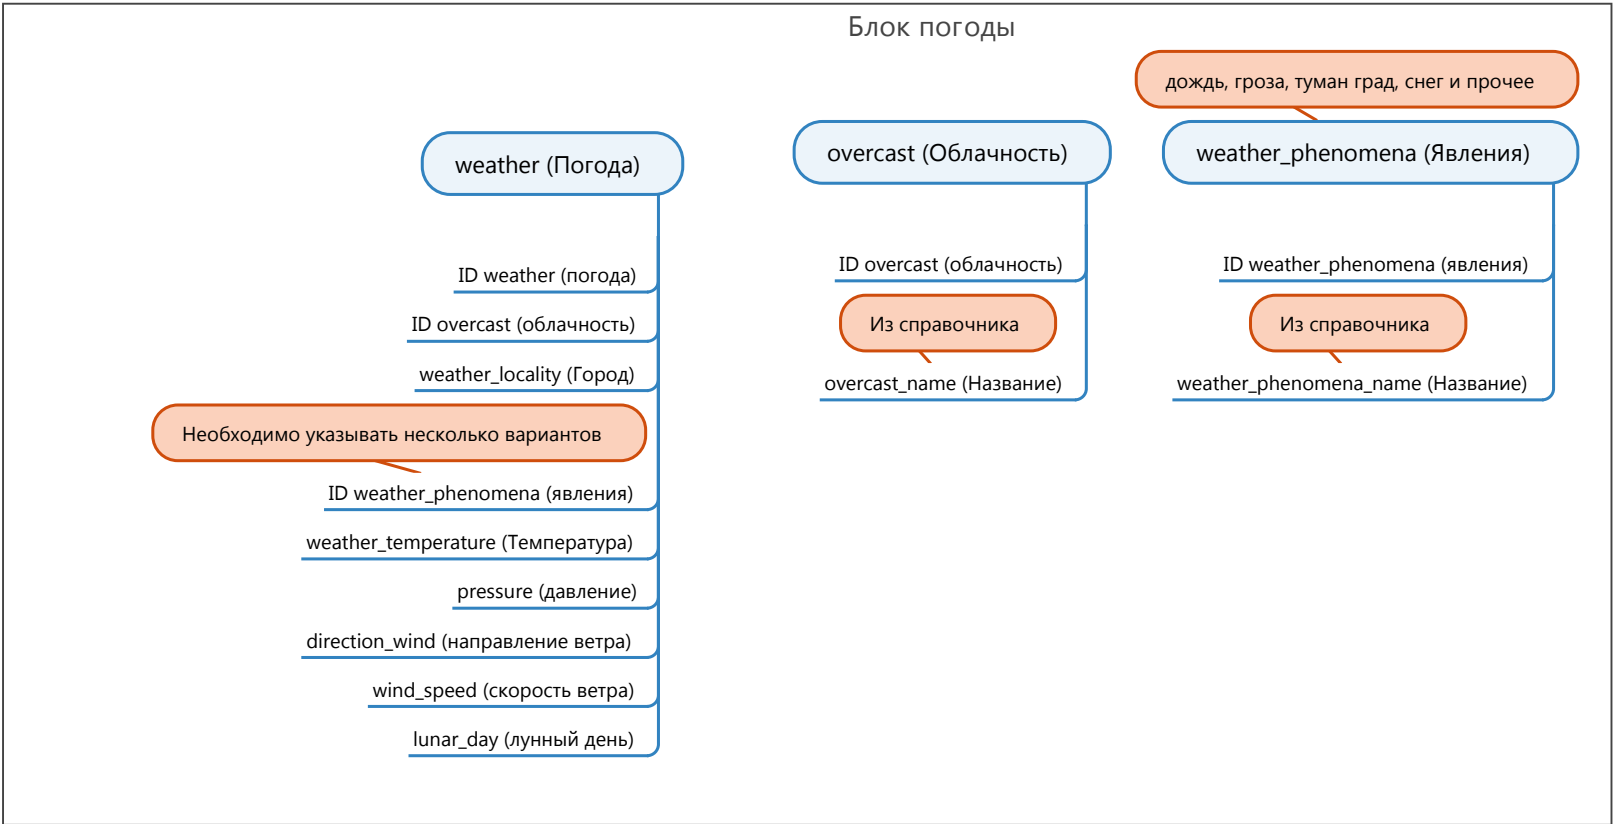 Блок погоды
weather (Погода)
ID weather (погода)
ID overcast (облачность)
weather_locality (Город)
Необходимо указывать несколько вариантов
ID weather_phenomena (явления)
weather_temperature (Температура)
pressure (давление)
direction_wind (направление ветра)
wind_speed (скорость ветра)
lunar_day (лунный день)
overcast (Облачность)
ID overcast (облачность)
Из справочника
overcast_name (Название)
дождь, гроза, туман град, снег и прочее
weather_phenomena (Явления)
ID weather_phenomena (явления)
Из справочника
weather_phenomena_name (Название)